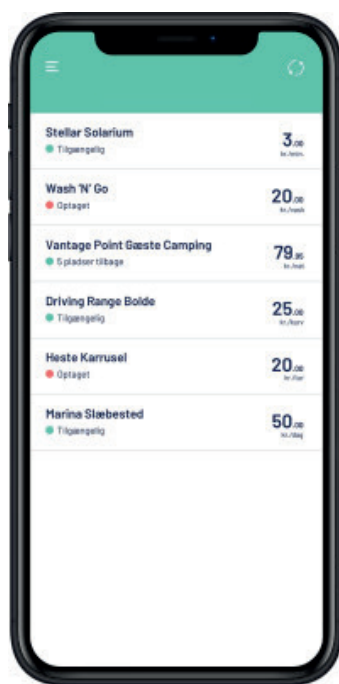 Stellar Solarium
3.00
Tilgængelig
kr./min.
Wash 'N' Go
20.00
Optaget
kr./vask
Vantage Point Gæste Camping
79.95
5 pladser tilbage
kr./nat
Driving Range Bolde
25.00
Tilgængelig
kr./kurv
Heste Karrusel
20.00
Optaget
kr./tur
Marina Slæbested
50.00
Tilgængelig
kr./dag